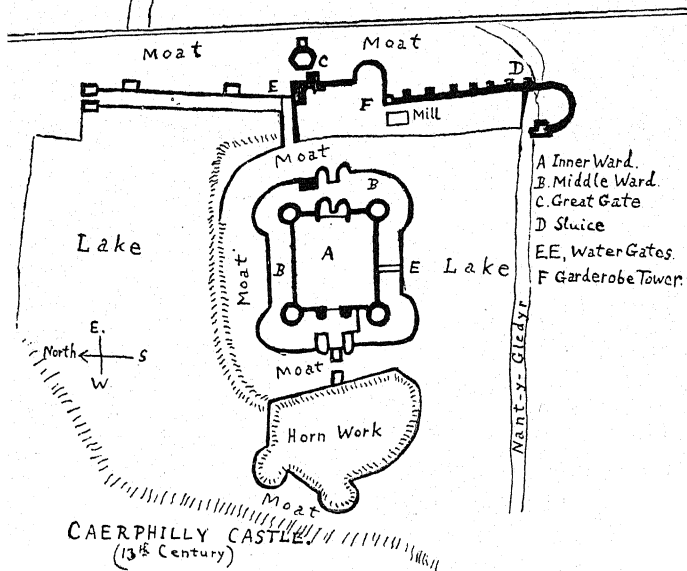 Moat
Moat
C
E
D
F
Mill
Moat
A Inner Ward.
B. Middle Ward.
C. Great Gate
D Sluice
EE, Water Gates.
F Garderobe Tower.
B
Lake
A
B
E
Lake
Moat
E.
North
S
W
Moat
Nant-y-Gledyr
Horn Work
Moat
CAERPHILLY CASTLE.
(13th Century)